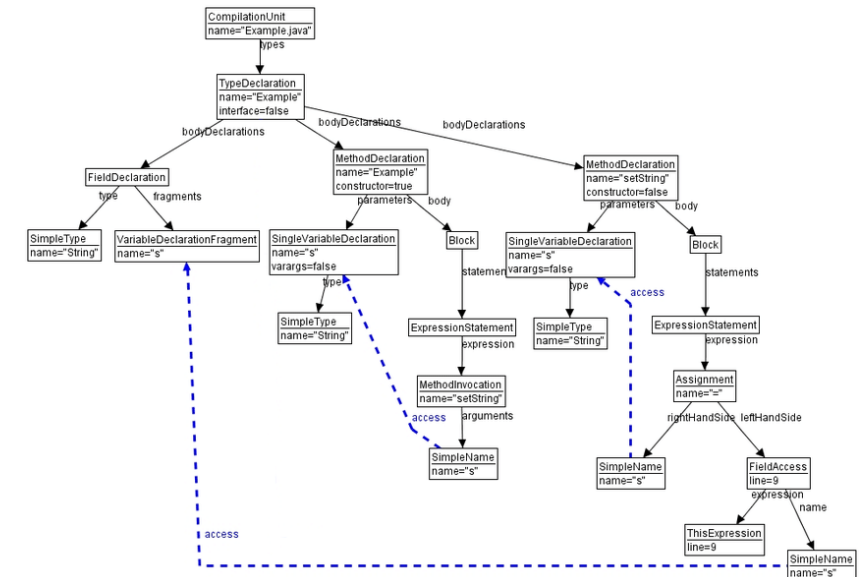 CompilationUnit
name="Example.java"
types
TypeDeclaration
name="Example"
interface=false
bodyDeclarations
bodyDeclarations
bodyDeclarations
FieldDeclaration
MethodDeclaration
name="Example"
constructor=true
MethodDeclaration
name="setString"
constructor=false
type
fragments
parameters
body
parameters
body
SimpleType
name="String"
VariableDeclarationFragment
name="s"
SingleVariableDeclaration
name="s"
varargs=false
Block
SingleVariableDeclaration
name="s"
varargs=false
Block
type
statemen
type
access
statements
SimpleType
name="String"
ExpressionStatement
expression
SimpleType
name="String"
ExpressionStatement
expression
MethodInvocation
name="setString"
access
arguments
Assignment
name="="
rightHandSide
leftHandSide
SimpleName
name="s"
SimpleName
name="s"
FieldAccess
line=9
expression
name
access
ThisExpression
line=9
SimpleName
name="s"